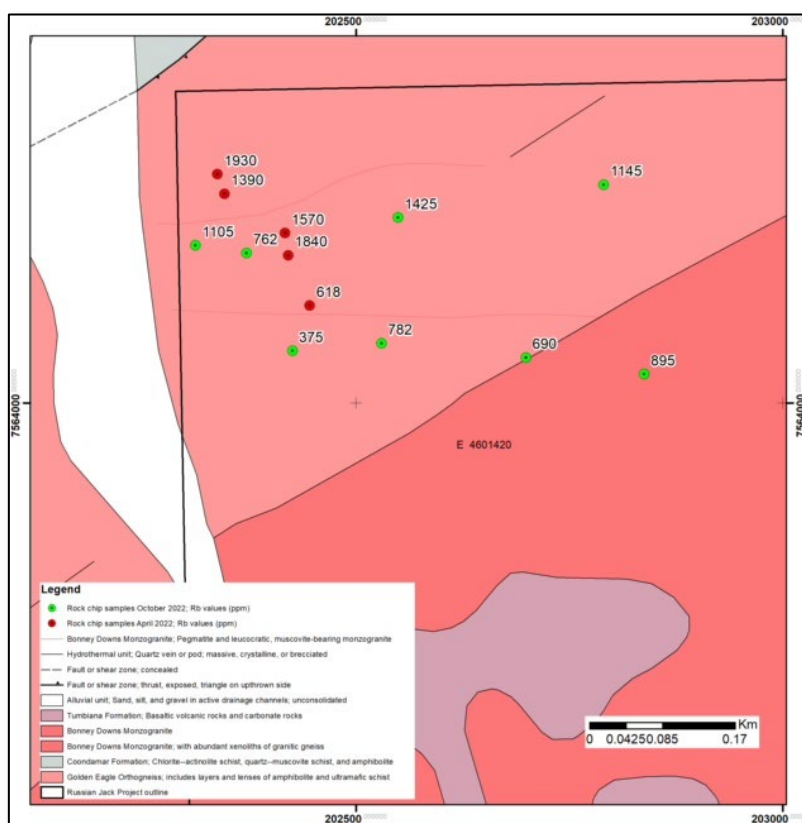 202500
203000
1930
1390
1145
1425
1570
1105
762
1840
618
782
375
690
895
7564000
7564000
E 4601420
Legend
Rock chip samples October 2022; Rb values (ppm)
Rock chip samples April 2022; Rb values (ppm)
Bonney Downs Monzogranite; Pegmatite and leucocratic, muscovite-bearing monzogranite
Hydrothermal unit; Quartz vein or pod; massive, crystalline, or brecciated
Fault or shear zone; concealed
Fault or shear zone; thrust, exposed, triangle on upthrown side
Alluvial unit; Sand, silt, and gravel in active drainage channels; unconsolidated
Tumbiana Formation; Basaltic volcanic rocks and carbonate rocks
Bonney Downs Monzogranite
Bonney Downs Monzogranite; with abundant xenoliths of granitic gneiss
Coondamar Formation; Chlorite--actinolite schist, quartz--muscovite schist, and amphibolite
Golden Eagle Orthogneiss; includes layers and lenses of amphibolite and ultramafic schist
Russian Jack Project outline
Km
0 0.0425 0.085 0.17
202500
203000